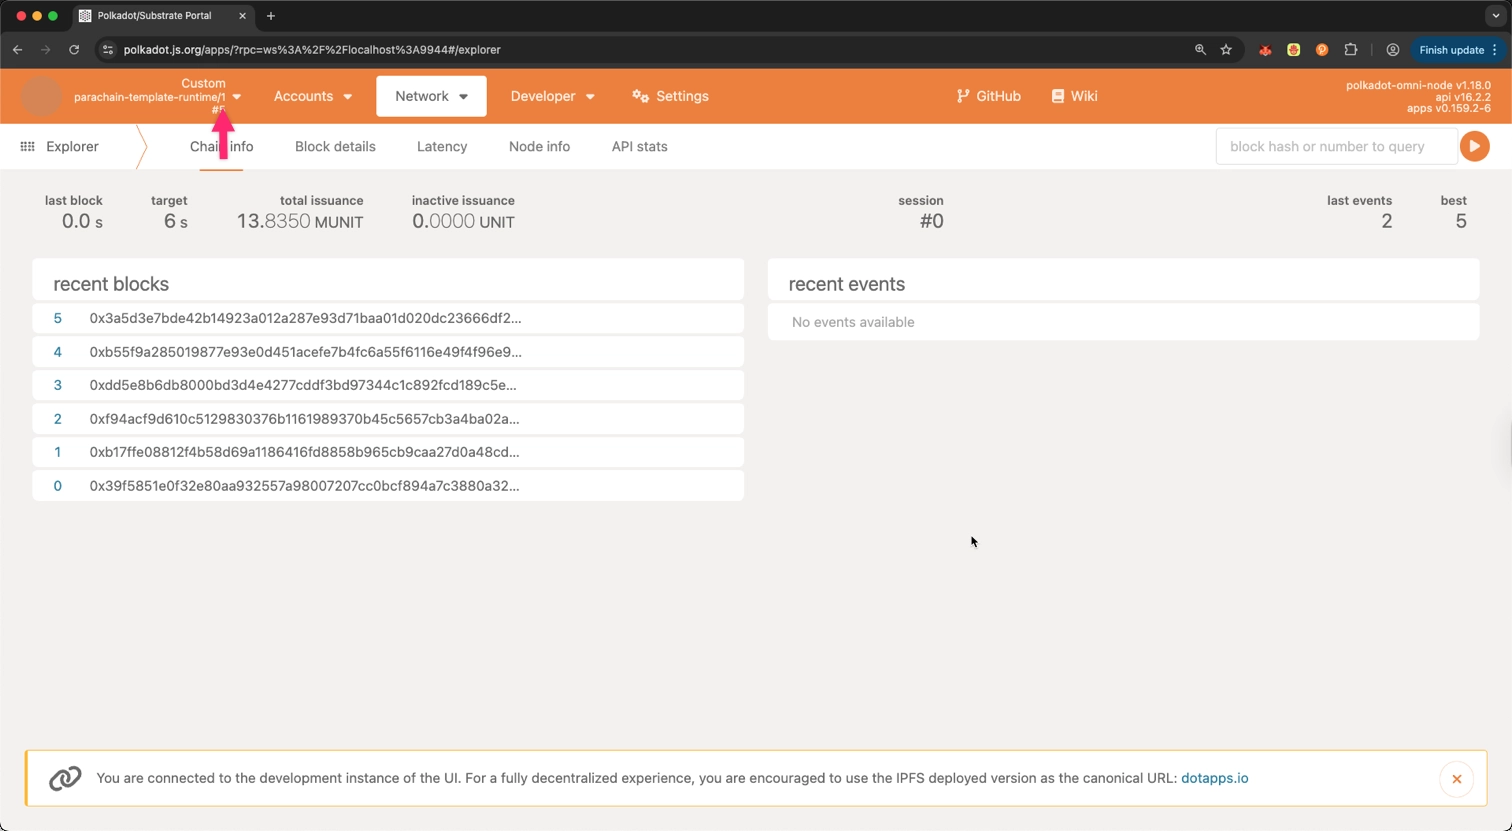 Polkadot/Substrate Portal
polkadot.js.org/apps/?rpc=ws%3A%2F%2Flocalhost%3A9944#/explorer
Finish update
Custom
parachain-template-runtime/1
#5
Accounts
Network
Developer
Settings
GitHub
Wiki
polkadot-omni-node v1.18.0
api v16.2.2
apps v0.159.2-6
Explorer
Chain info
Block details
Latency
Node info
API stats
block hash or number to query
last block
0.0 s
target
6 s
total issuance
13.8350 MUNIT
inactive issuance
0.0000 UNIT
session
#0
last events
2
best
5
recent blocks
5 0x3a5d3e7bde42b14923a012a287e93d71baa01d020dc23666df2...
4 0xb55f9a285019877e93e0d451acefe7b4fc6a55f6116e49f4f96e9...
3 0xdd5e8b6db8000bd3d4e4277cddf3bd97344c1c892fcd189c5e...
2 0xf94acf9d610c5129830376b1161989370b45c5657cb3a4ba02a...
1 0xb17ffe08812f4b58d69a1186416fd8858b965cb9caa27d0a48cd...
0 0x39f5851e0f32e80aa932557a98007207cc0bcf894a7c3880a32...
recent events
No events available
You are connected to the development instance of the UI. For a fully decentralized experience, you are encouraged to use the IPFS deployed version as the canonical URL: dotapps.io